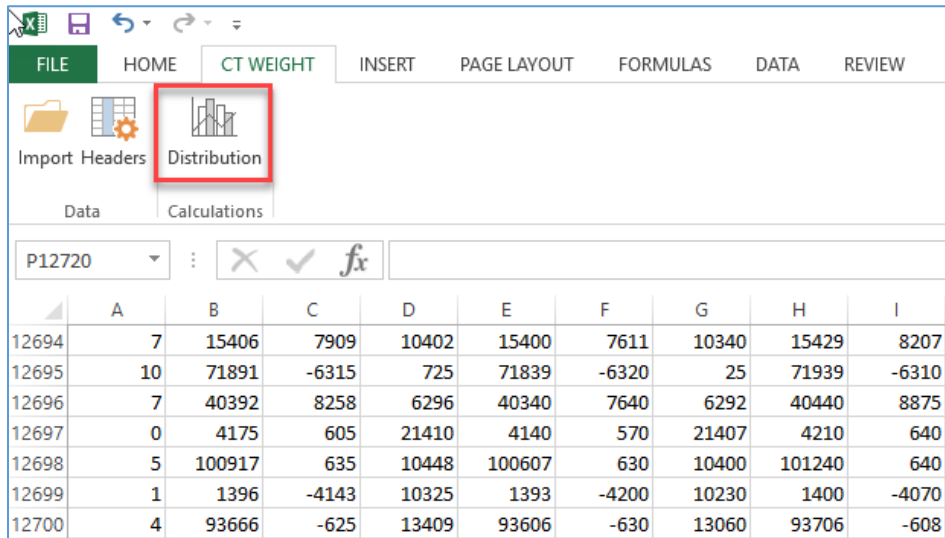 FILE HOME CT WEIGHT INSERT PAGE LAYOUT FORMULAS DATA REVIEW
Import Headers Distribution
Data Calculations
P12720 fx
A B C D E F G H I
12694 7 15406 7909 10402 15400 7611 10340 15429 8207
12695 10 71891 -6315 725 71839 -6320 25 71939 -6310
12696 7 40392 8258 6296 40340 7640 6292 40440 8875
12697 0 4175 605 21410 4140 570 21407 4210 640
12698 5 100917 635 10448 100607 630 10400 101240 640
12699 1 1396 -4143 10325 1393 -4200 10230 1400 -4070
12700 4 93666 -625 13409 93606 -630 13060 93706 -608